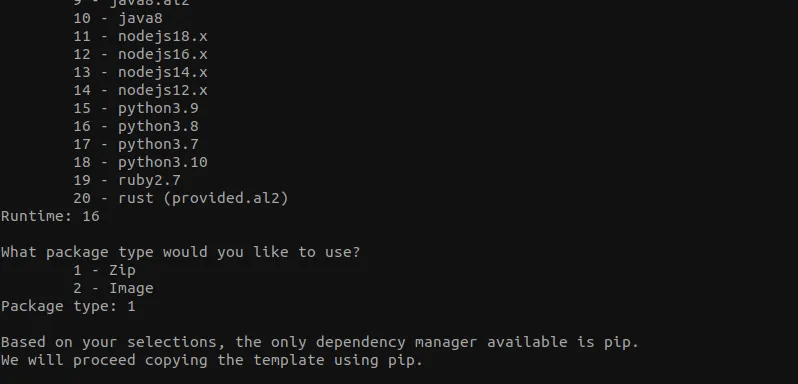 9 - java8.al2
10 - java8
11 - nodejs18.x
12 - nodejs16.x
13 - nodejs14.x
14 - nodejs12.x
15 - python3.9
16 - python3.8
17 - python3.7
18 - python3.10
19 - ruby2.7
20 - rust (provided.al2)
Runtime: 16
What package type would you like to use?
1 - Zip
2 - Image
Package type: 1
Based on your selections, the only dependency manager available is pip.
We will proceed copying the template using pip.